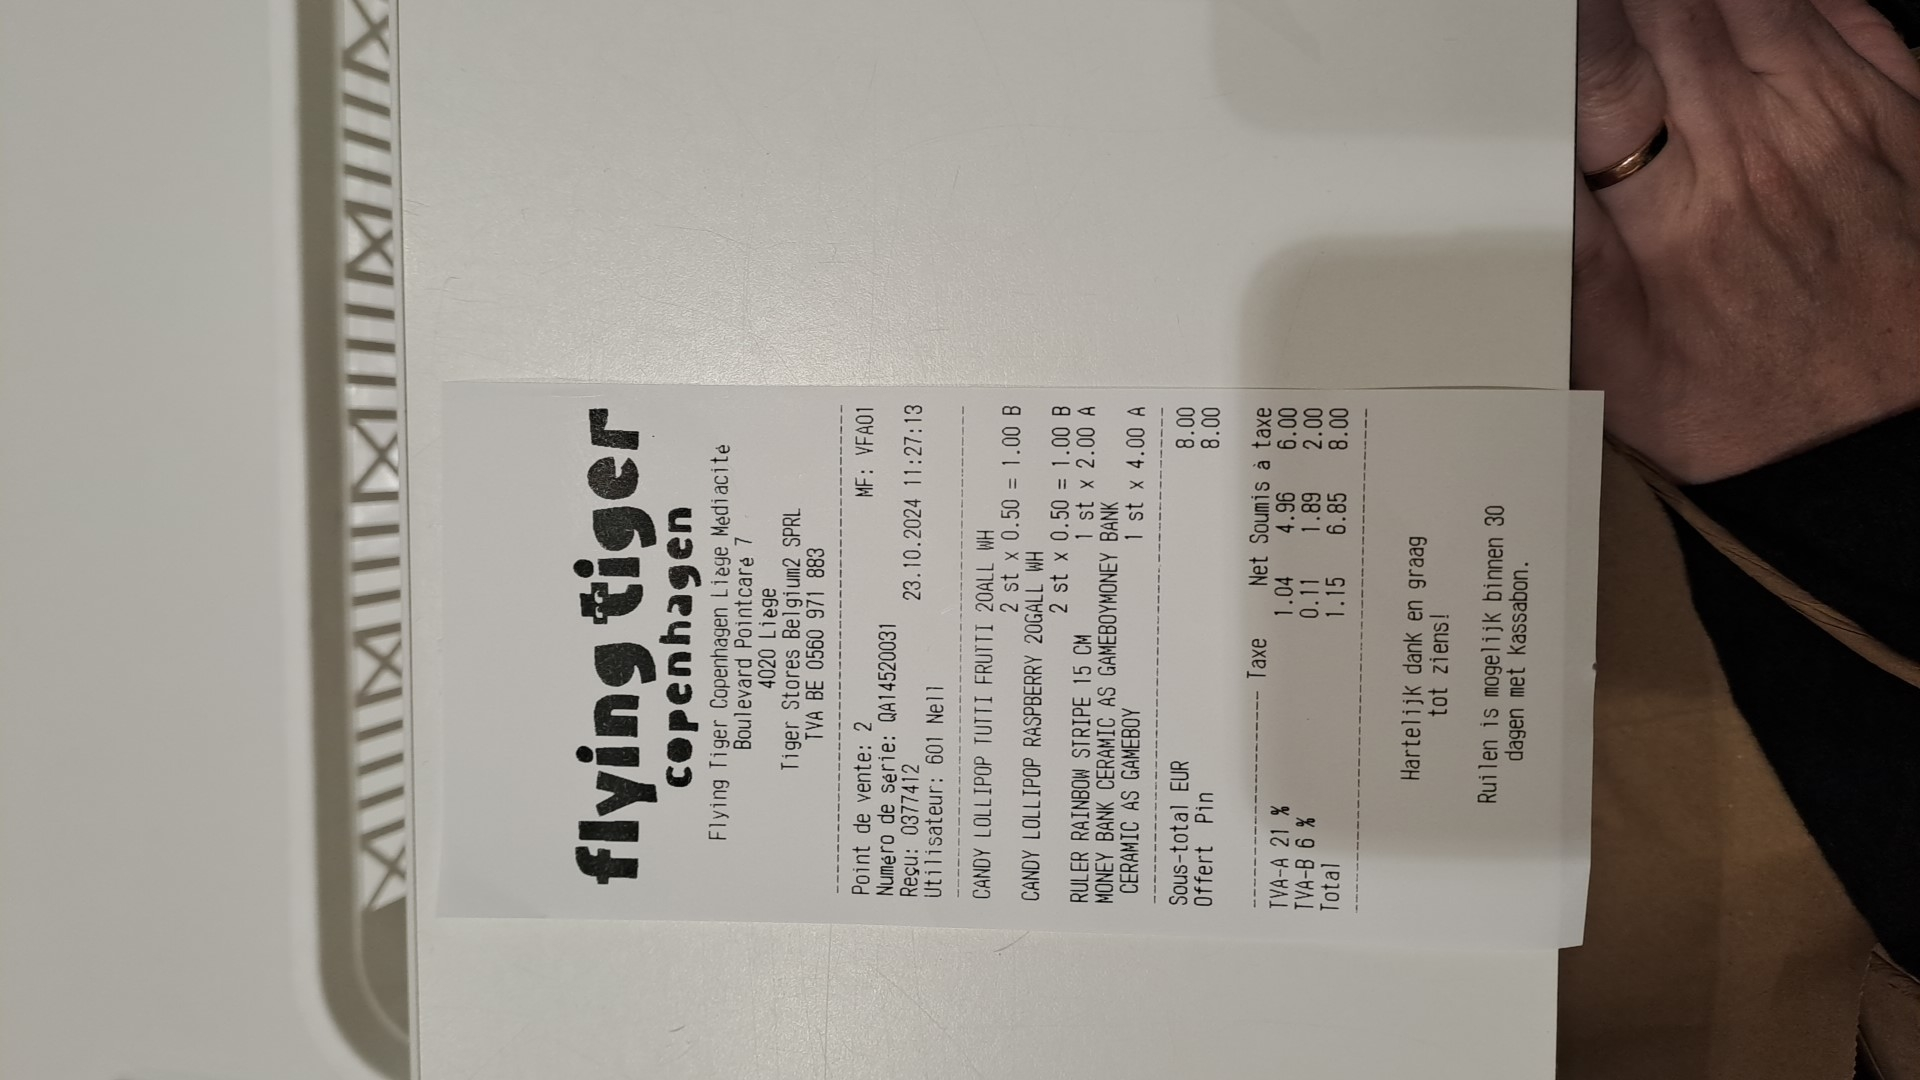 flying tiger
copenhagen
Flying Tiger Copenhagen Liège Mediacité
Boulevard Pointcaré 7
4020 Liège
Tiger Stores Belgium2 SPRL
TVA BE 0560 971 883
Point de vente: 2 MF: VFA01
Numéro de série: QA14520031
Reçu: 0377412 23.10.2024 11:27:13
Utilisateur: 601 Nell
CANDY LOLLIPOP TUTTI FRUTTI 20ALL WH
2 st x 0.50 = 1.00 B
CANDY LOLLIPOP RASPBERRY 20GALL WH
2 st x 0.50 = 1.00 B
RULER RAINBOW STRIPE 15 CM 1 st x 2.00 A
MONEY BANK CERAMIC AS GAMEBOYMONEY BANK
CERAMIC AS GAMEBOY 1 st x 4.00 A
Sous-total EUR 8.00
Offert Pin 8.00
Taxe Net Soumis à taxe
TVA-A 21 % 1.04 4.96 6.00
TVA-B 6 % 0.11 1.89 2.00
Total 1.15 6.85 8.00
Hartelijk dank en graag
tot ziens!
Ruilen is mogelijk binnen 30
dagen met kassabon.